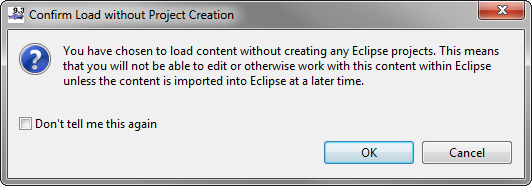 9.3
Confirm Load without Project Creation
You have chosen to load content without creating any Eclipse projects. This means
that you will not be able to edit or otherwise work with this content within Eclipse
unless the content is imported into Eclipse at a later time.
Don't tell me this again
OK
Cancel